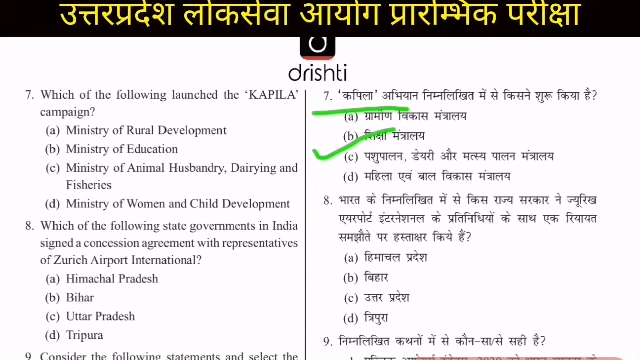 उत्तरप्रदेश लोकसेवा आयोग प्रारम्भिक परीक्षा
drishti
7. Which of the following launched the ‘KAPILA’
campaign?
(a) Ministry of Rural Development
(b) Ministry of Education
(c) Ministry of Animal Husbandry, Dairying and
Fisheries
(d) Ministry of Women and Child Development
8. Which of the following state governments in India
signed a concession agreement with representatives
of Zurich Airport International?
(a) Himachal Pradesh
(b) Bihar
(c) Uttar Pradesh
(d) Tripura
9. Consider the following statements and select the
7. ‘कपिला’ अभियान निम्नलिखित में से किसने शुरू किया है?
(a) ग्रामीण विकास मंत्रालय
(b) शिक्षा मंत्रालय
(c) पशुपालन, डेयरी और मत्स्य पालन मंत्रालय
(d) महिला एवं बाल विकास मंत्रालय
8. भारत के निम्नलिखित में से किस राज्य सरकार ने ज्यूरिख
एयरपोर्ट इंटरनेशनल के प्रतिनिधियों के साथ एक रियायत
समझौते पर हस्ताक्षर किये हैं?
(a) हिमाचल प्रदेश
(b) बिहार
(c) उत्तर प्रदेश
(d) त्रिपुरा
9. निम्नलिखित कथनों में से कौन-सा/से सही है?